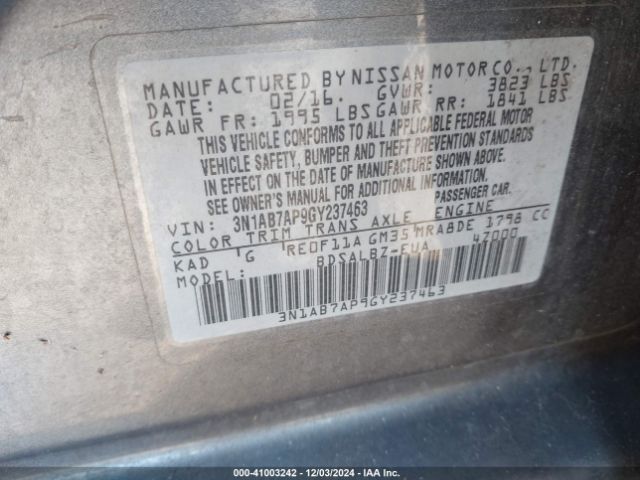 MANUFACTURED BY NISSAN MOTOR CO., LTD.
DATE: 02/16. GVWR: 3823 LBS
GAWR FR: 1995 LBS GAWR RR: 1841 LBS
THIS VEHICLE CONFORMS TO ALL APPLICABLE FEDERAL MOTOR
VEHICLE SAFETY, BUMPER AND THEFT PREVENTION STANDARDS
IN EFFECT ON THE DATE OF MANUFACTURE SHOWN ABOVE.
SEE OWNER'S MANUAL FOR ADDITIONAL INFORMATION
VIN: 3N1AB7AP9GY237463 PASSENGER CAR.
COLOR TRIM TRANS AXLE ENGINE
KAD G RE0F11A GM35 MRA8DE 1798 CC
MODEL: BDSALBZ-EUA 4Z000
3N1AB7AP9GY237463
000-41003242 - 12/03/2024 - IAA Inc.